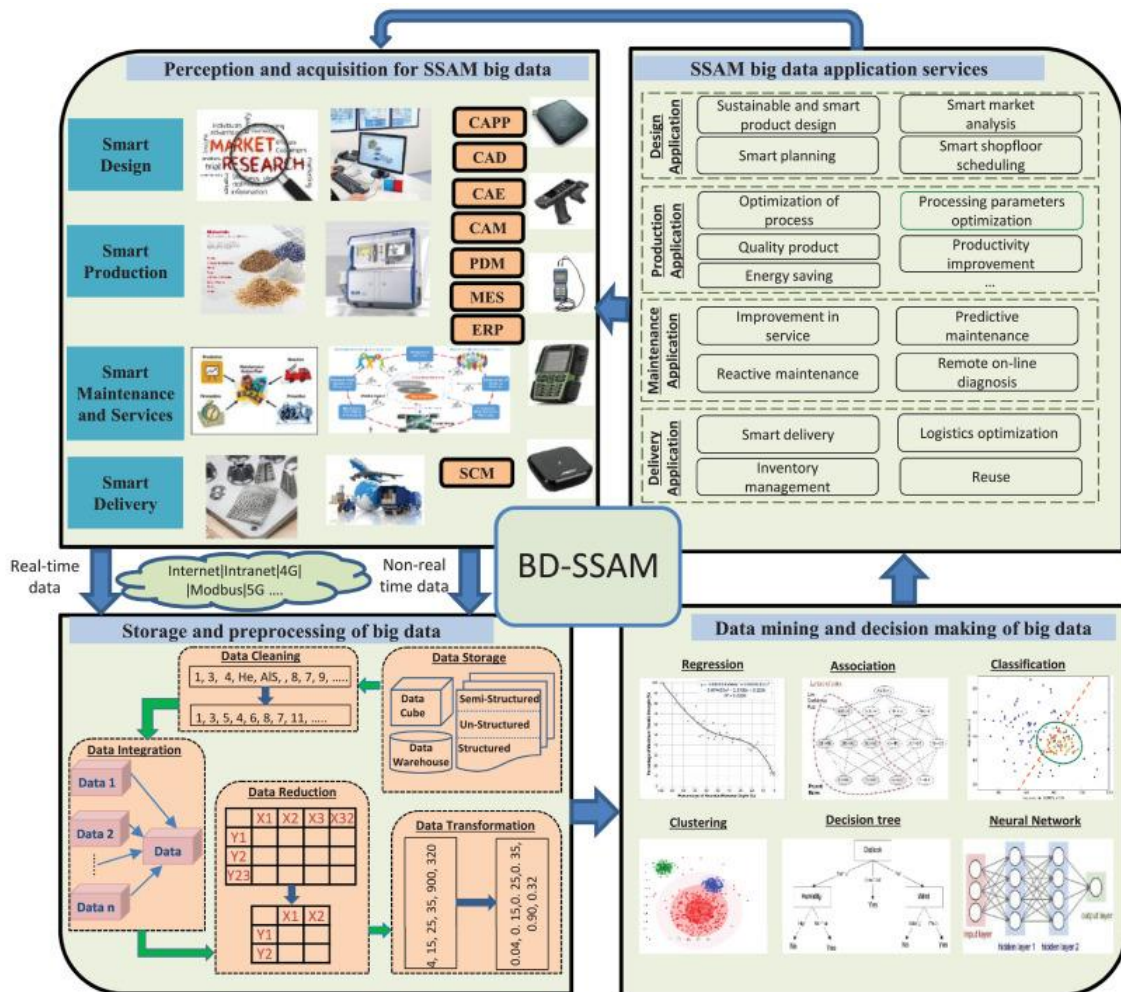 Perception and acquisition for SSAM big data
Smart
Design
MARKET
RESEARCH
CAPP
CAD
CAE
CAM
PDM
MES
ERP
Smart
Production
Smart
Maintenance
and Services
Smart
Delivery
SCM
SSAM big data application services
Design
Application
Sustainable and smart
product design
Smart market
analysis
Smart planning
Smart shopfloor
scheduling
Production
Application
Optimization of
process
Processing parameters
optimization
Quality product
Productivity
improvement
Energy saving
...
Maintenance
Application
Improvement in
service
Predictive
maintenance
Reactive maintenance
Remote on-line
diagnosis
Delivery
Application
Smart delivery
Logistics optimization
Inventory
management
Reuse
BD-SSAM
Real-time
data
Internet|Intranet|4G|
|Modbus|5G ....
Non-real
time data
Storage and preprocessing of big data
Data Cleaning
1, 3, 4, He, AlS, , 8, 7, 9, .....
1, 3, 5, 4, 6, 8, 7, 11, .....
Data Storage
Data
Cube
Data
Warehouse
Semi-Structured
Un-Structured
Structured
Data Integration
Data 1
Data 2
Data n
Data
Data Reduction
X1 X2 X3 X32
Y1
Y2
Y23
X1 X2
Y1
Y2
Data Transformation
4, 15, 25, 35, 900, 320
0.04, 0. 15,0. 25,0. 35,
0.90, 0.32
Data mining and decision making of big data
Regression
Association
Classification
Clustering
Decision tree
Outlook
Humidity
Wind
Yes
No
Yes
No
Yes
Neural Network
input layer
hidden layer 1
hidden layer 2
output layer